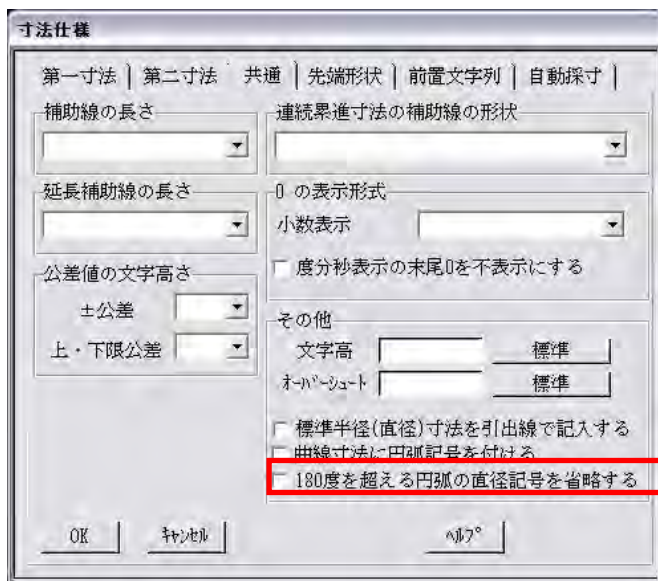 寸法仕様
第一寸法 第二寸法 共通 先端形状 前置文字列 自動採寸
補助線の長さ
連続累進寸法の補助線の形状
延長補助線の長さ
0 の表示形式
小数表示
度分秒表示の末尾0を不表示にする
公差値の文字高さ
±公差
上・下限公差
その他
文字高 標準
ｵｰﾊﾞｰｼｭｰﾄ 標準
標準半径(直径)寸法を引出線で記入する
曲線寸法に円弧記号を付ける
180度を超える円弧の直径記号を省略する
OK ｷｬﾝｾﾙ ﾍﾙﾌﾟ